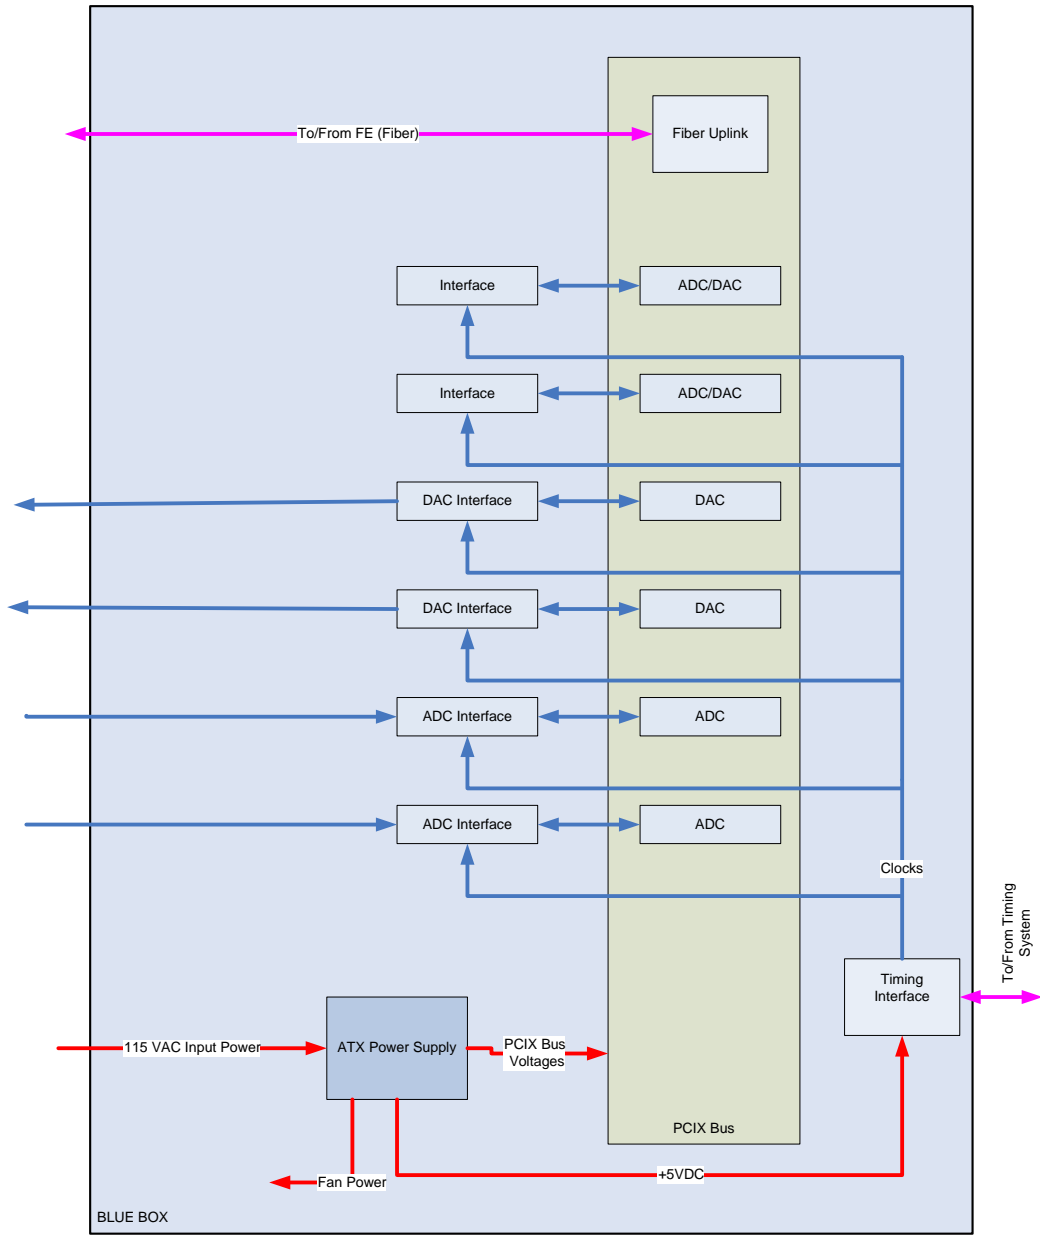 To/From FE (Fiber)
Fiber Uplink
Interface
ADC/DAC
Interface
ADC/DAC
DAC Interface
DAC
DAC Interface
DAC
ADC Interface
ADC
ADC Interface
ADC
Clocks
To/From Timing
System
Timing
Interface
115 VAC Input Power
ATX Power Supply
PCIX Bus
Voltages
PCIX Bus
Fan Power
+5VDC
BLUE BOX